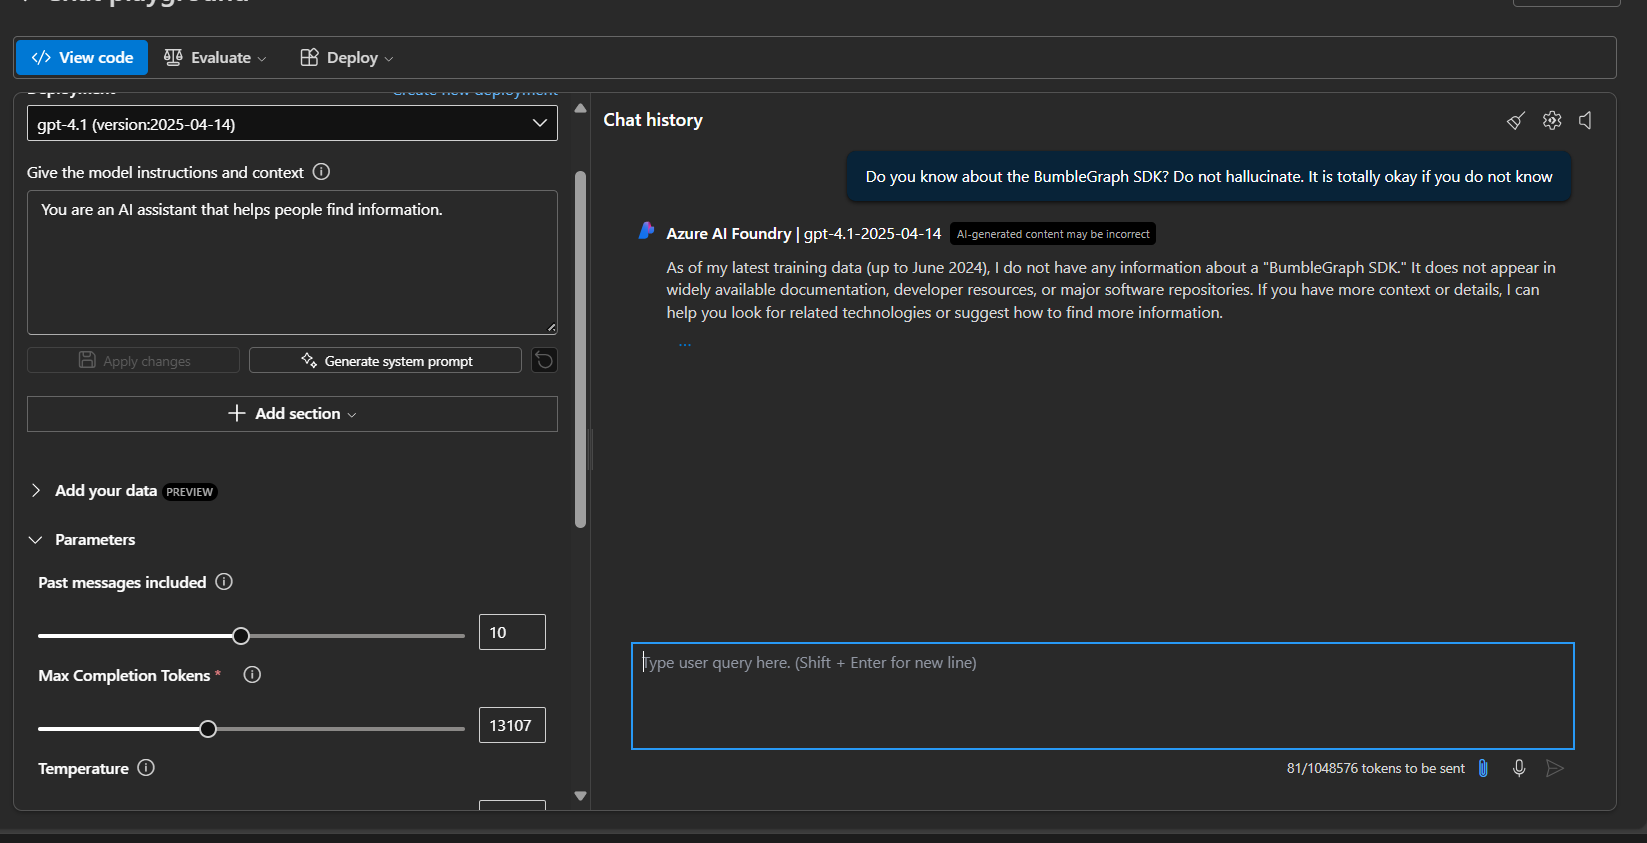 View code
Evaluate
Deploy
gpt-4.1 (version:2025-04-14)
Give the model instructions and context
You are an AI assistant that helps people find information.
Apply changes
Generate system prompt
Add section
Add your data PREVIEW
Parameters
Past messages included
10
Max Completion Tokens *
13107
Temperature
Chat history
Do you know about the BumbleGraph SDK? Do not hallucinate. It is totally okay if you do not know
Azure AI Foundry | gpt-4.1-2025-04-14 AI-generated content may be incorrect
As of my latest training data (up to June 2024), I do not have any information about a "BumbleGraph SDK." It does not appear in
widely available documentation, developer resources, or major software repositories. If you have more context or details, I can
help you look for related technologies or suggest how to find more information.
...
Type user query here. (Shift + Enter for new line)
81/1048576 tokens to be sent